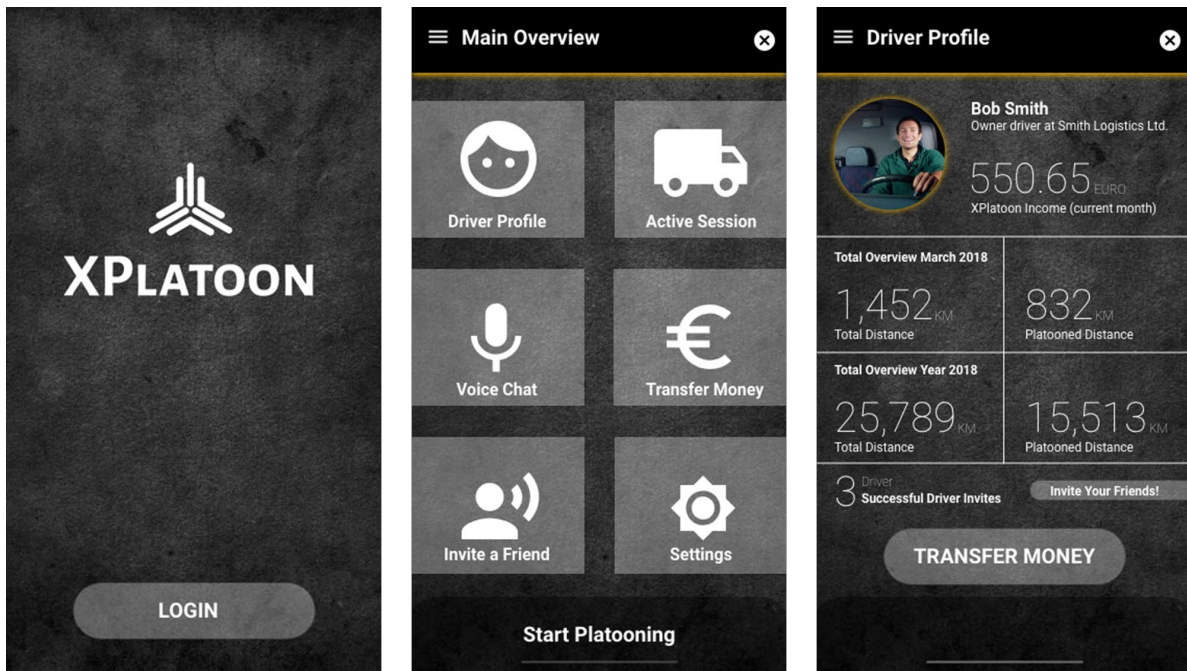 XPLATOON
LOGIN
Main Overview
Driver Profile
Active Session
Voice Chat
Transfer Money
Invite a Friend
Settings
Start Platooning
Driver Profile
Bob Smith
Owner driver at Smith Logistics Ltd.
550.65 EURO
XPlatoon Income (current month)
Total Overview March 2018
1,452 KM
Total Distance
832 KM
Platooned Distance
Total Overview Year 2018
25,789 KM
Total Distance
15,513 KM
Platooned Distance
3 Driver
Successful Driver Invites
Invite Your Friends!
TRANSFER MONEY